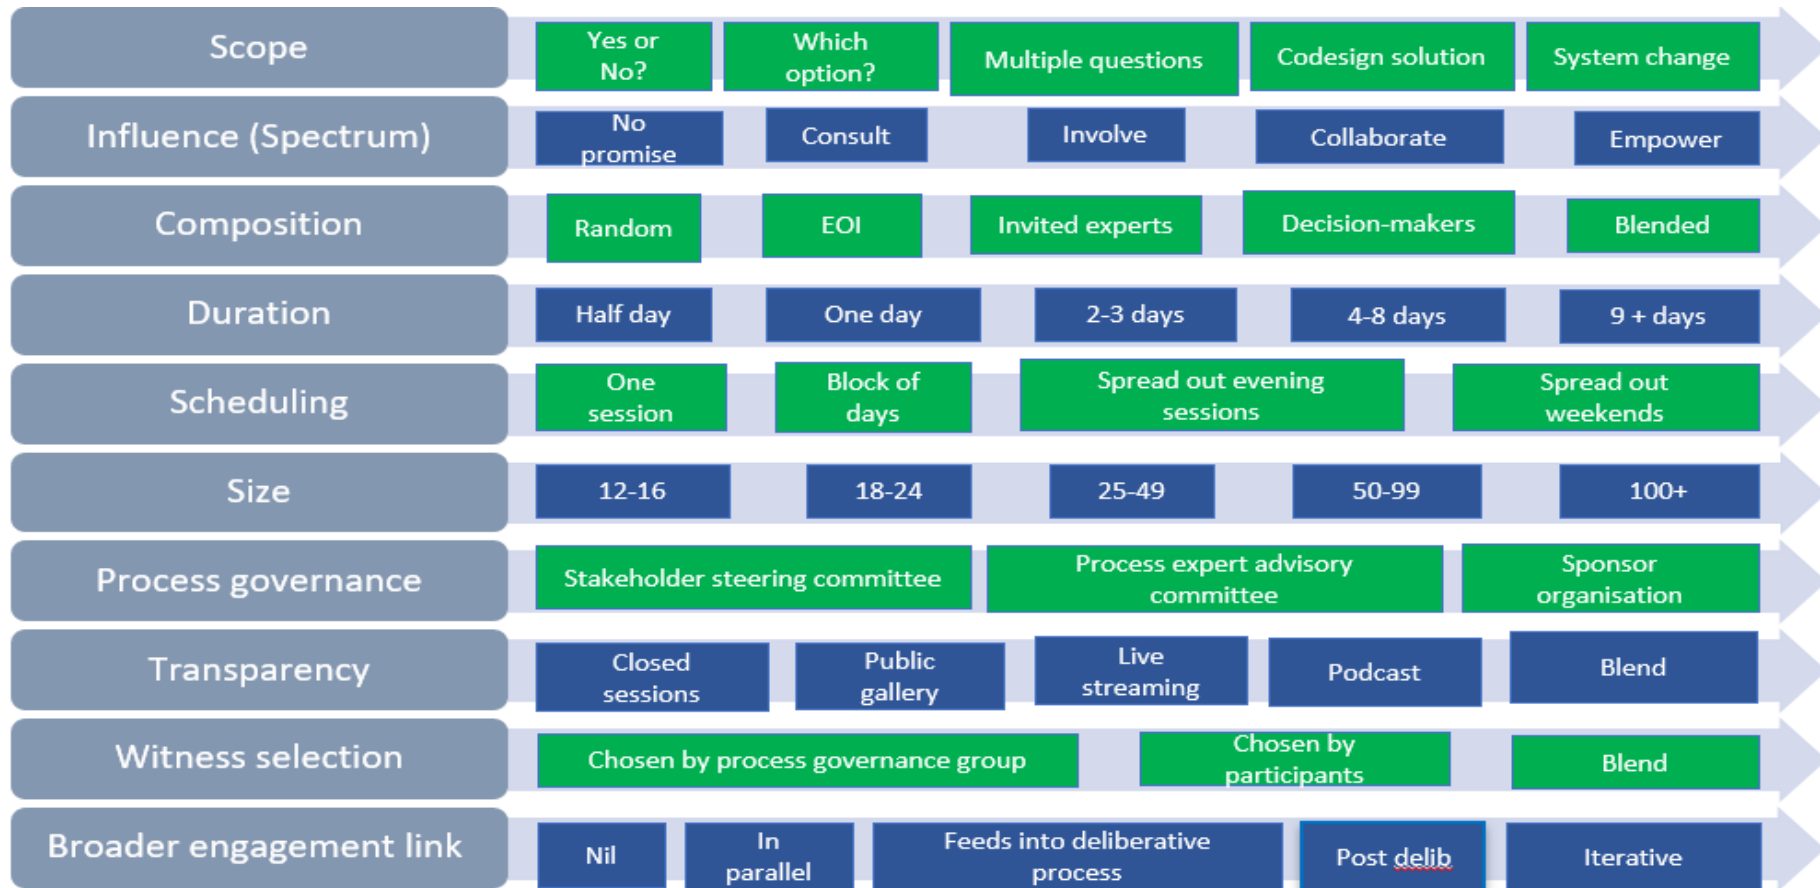 Scope
Yes or
No?
Which
option?
Multiple questions
Codesign solution
System change
Influence (Spectrum)
No
promise
Consult
Involve
Collaborate
Empower
Composition
Random
EOI
Invited experts
Decision-makers
Blended
Duration
Half day
One day
2-3 days
4-8 days
9 + days
Scheduling
One
session
Block of
days
Spread out evening
sessions
Spread out
weekends
Size
12-16
18-24
25-49
50-99
100+
Process governance
Stakeholder steering committee
Process expert advisory
committee
Sponsor
organisation
Transparency
Closed
sessions
Public
gallery
Live
streaming
Podcast
Blend
Witness selection
Chosen by process governance group
Chosen by
participants
Blend
Broader engagement link
Nil
In
parallel
Feeds into deliberative
process
Post delib
Iterative